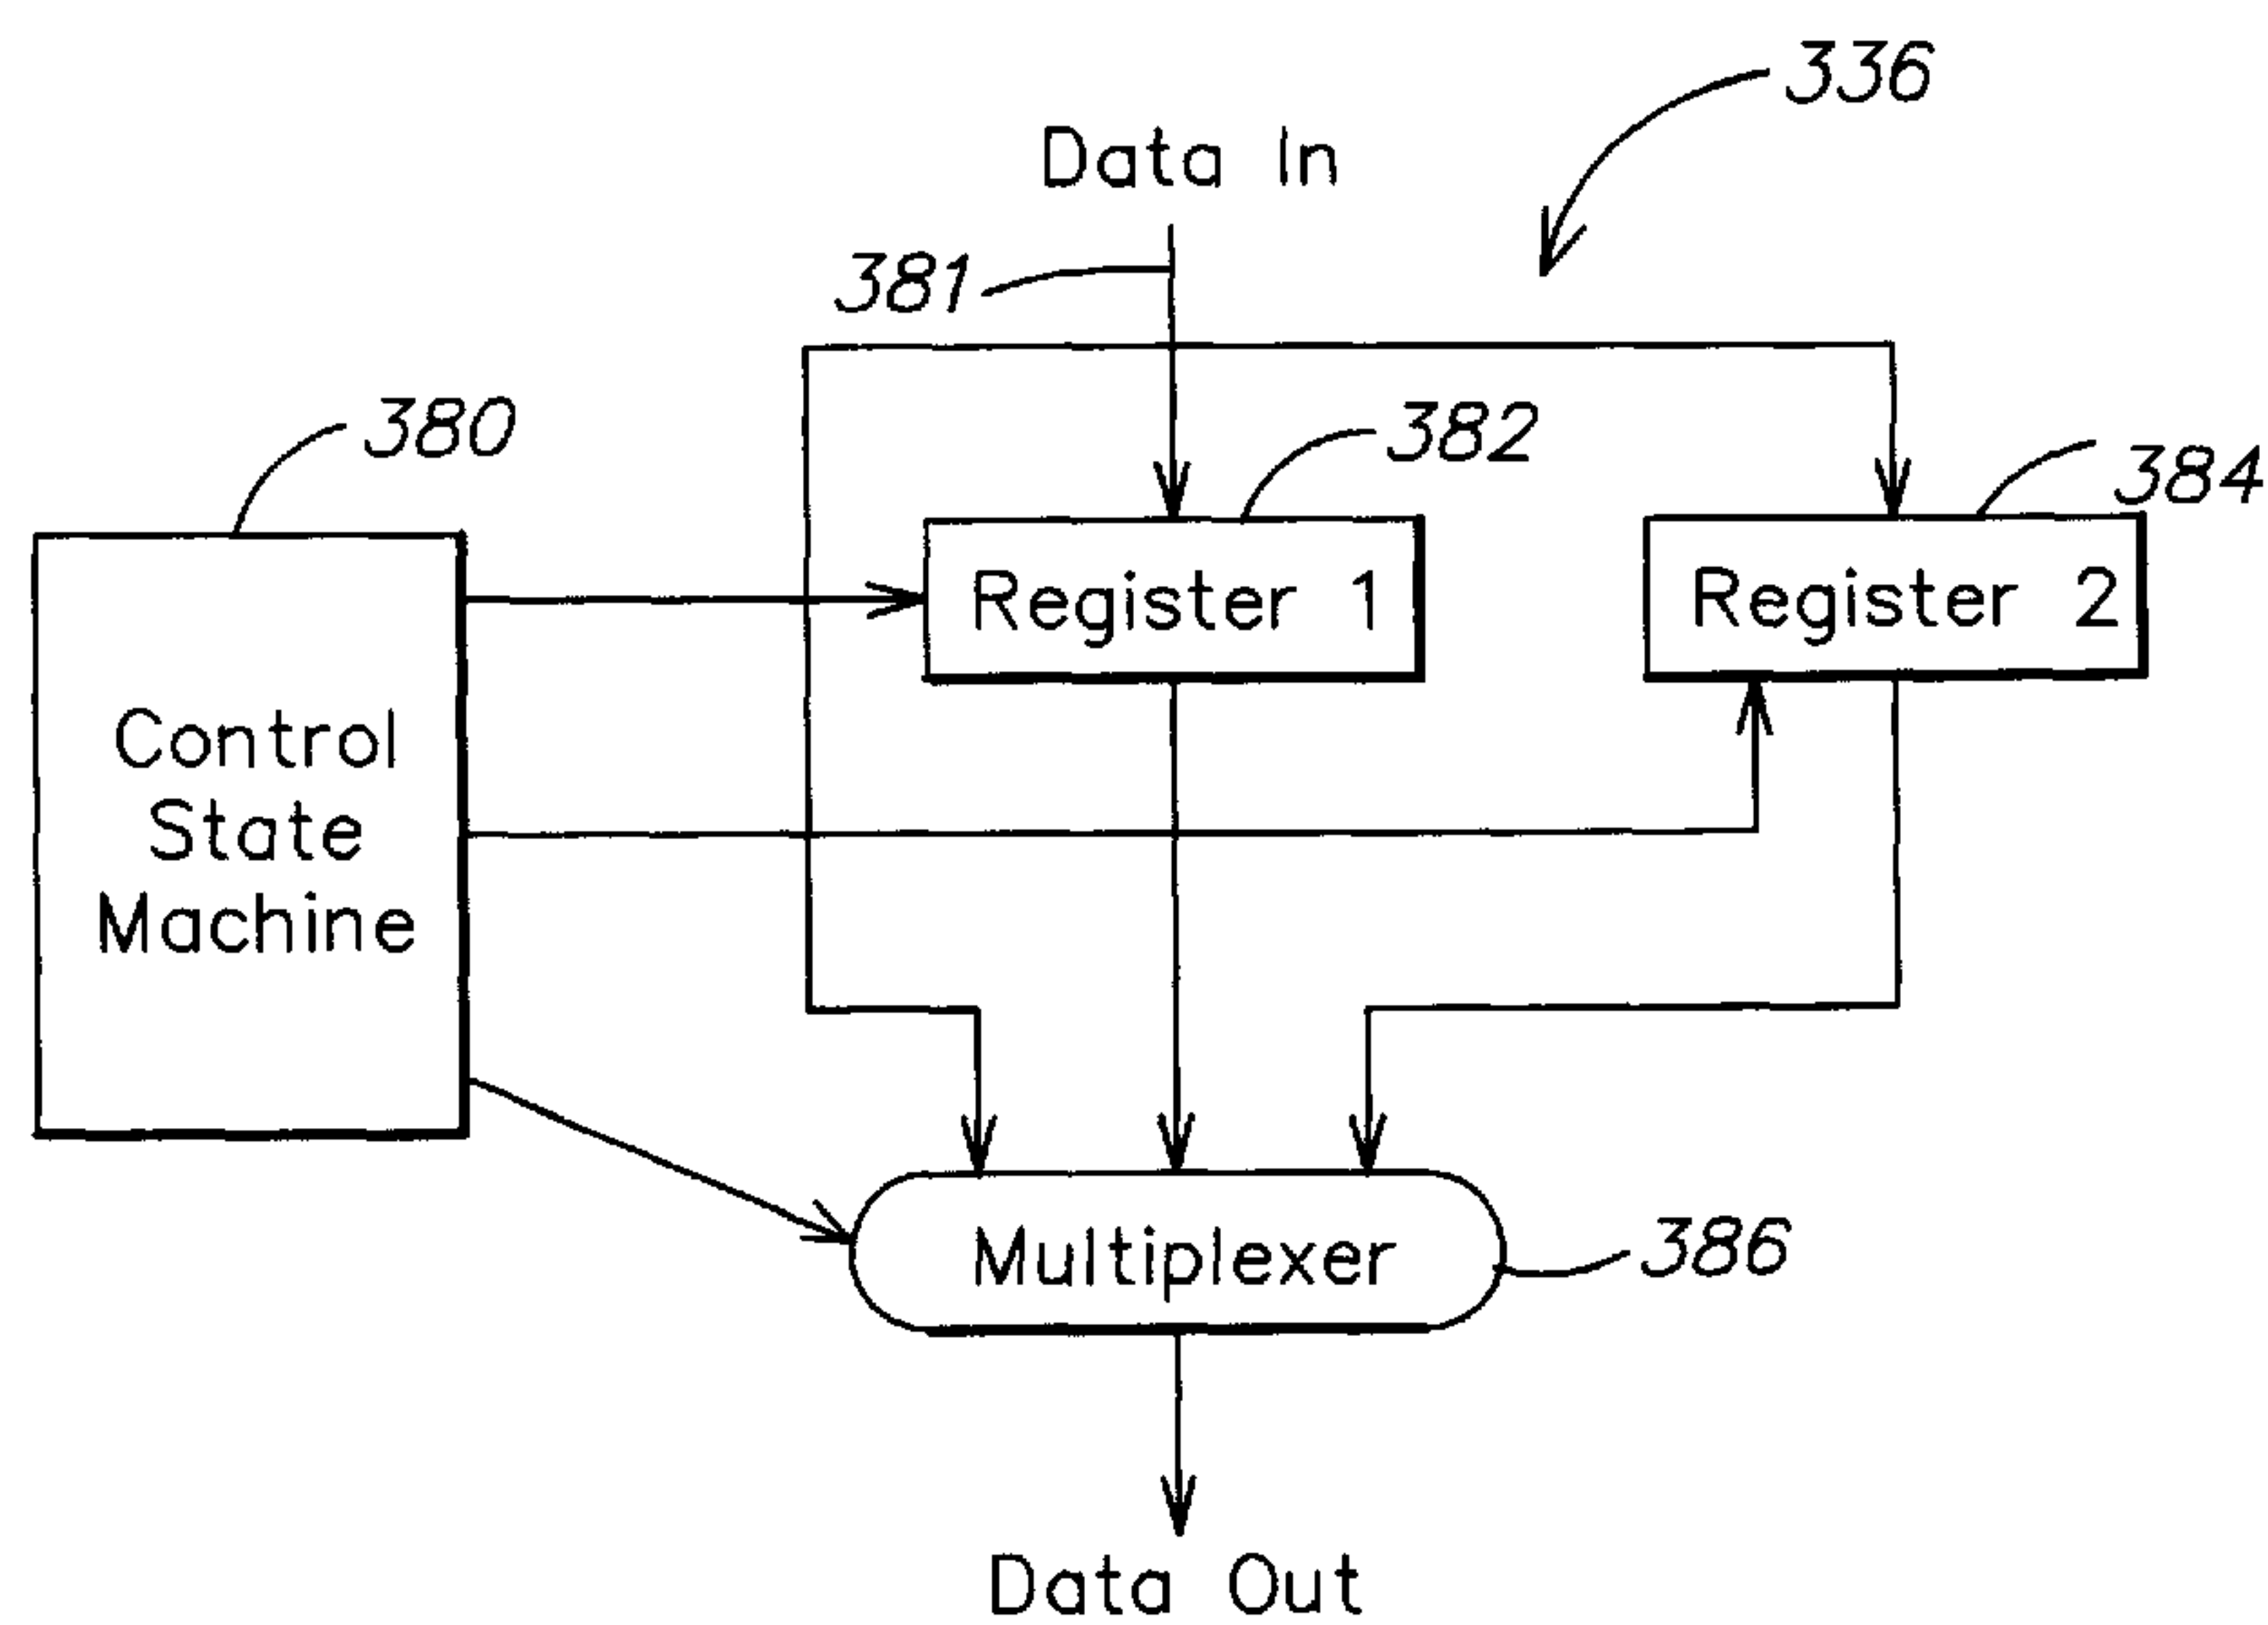 336
Data In
381
380
382
384
Register 1
Register 2
Control
State
Machine
Multiplexer
386
Data Out